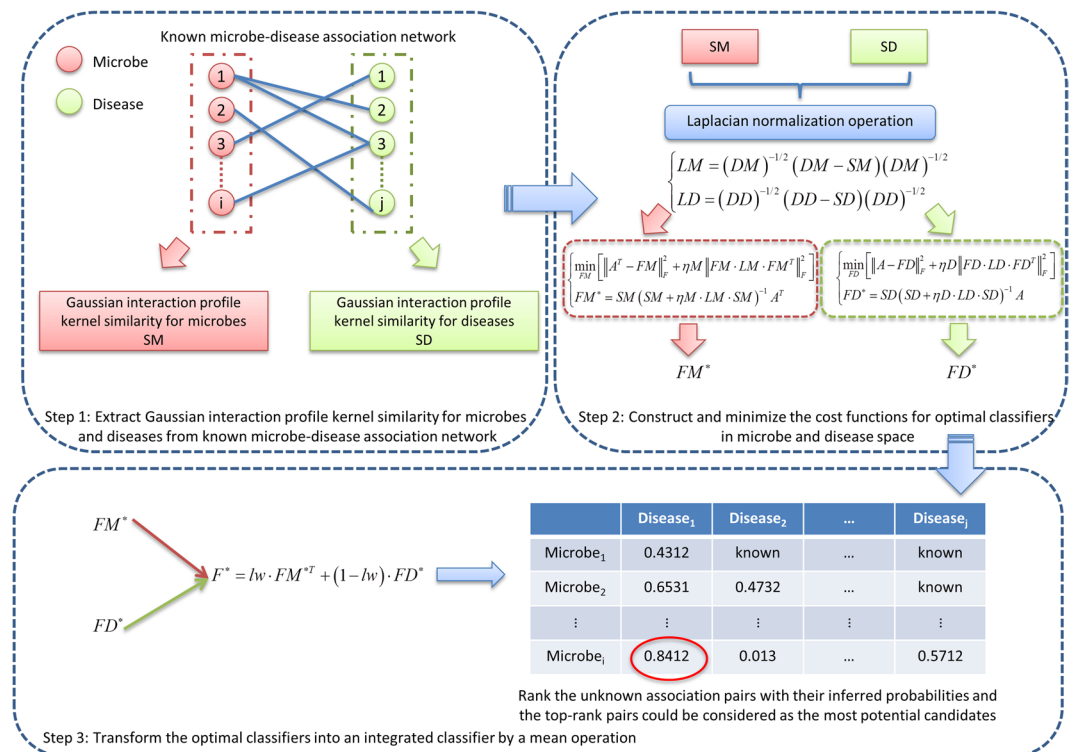 Known microbe-disease association network
Microbe
Disease
1
2
3
i
1
2
3
j
Gaussian interaction profile
kernel similarity for microbes
SM
Gaussian interaction profile
kernel similarity for diseases
SD
Step 1: Extract Gaussian interaction profile kernel similarity for microbes
and diseases from known microbe-disease association network
SM
SD
Laplacian normalization operation
LM = (DM)^{-1/2} (DM − SM)(DM)^{-1/2}
LD = (DD)^{-1/2} (DD − SD)(DD)^{-1/2}
min_{FM} [‖A^T − FM‖_F^2 + ηM ‖FM · LM · FM^T‖_F^2]
FM* = SM (SM + ηM · LM · SM)^{-1} A^T
min_{FD} [‖A − FD‖_F^2 + ηD ‖FD · LD · FD^T‖_F^2]
FD* = SD (SD + ηD · LD · SD)^{-1} A
FM*
FD*
Step 2: Construct and minimize the cost functions for optimal classifiers
in microbe and disease space
FM*
FD*
F* = lw · FM*^T + (1 − lw) · FD*
Disease1 Disease2 ... Diseasej
Microbe1 0.4312 known ... known
Microbe2 0.6531 0.4732 ... known
⋮ ⋮ ⋮ ⋮
Microbei 0.8412 0.013 ... 0.5712
Rank the unknown association pairs with their inferred probabilities and
the top-rank pairs could be considered as the most potential candidates
Step 3: Transform the optimal classifiers into an integrated classifier by a mean operation